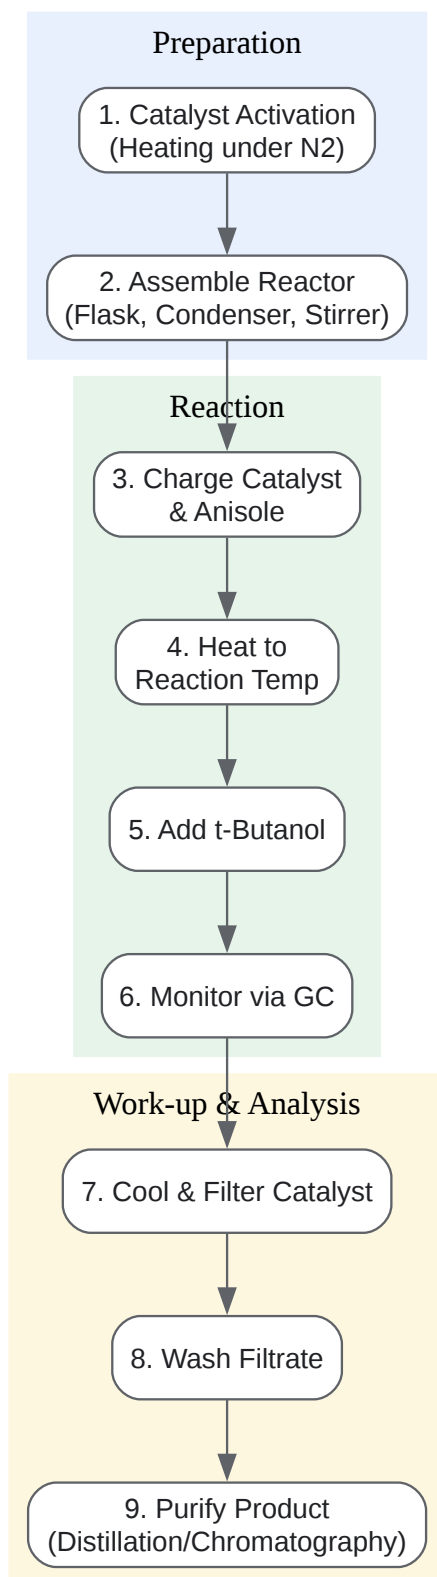 Preparation
1. Catalyst Activation
(Heating under N2)
2. Assemble Reactor
(Flask, Condenser, Stirrer)
Reaction
3. Charge Catalyst
& Anisole
4. Heat to
Reaction Temp
5. Add t-Butanol
6. Monitor via GC
Work-up & Analysis
7. Cool & Filter Catalyst
8. Wash Filtrate
9. Purify Product
(Distillation/Chromatography)